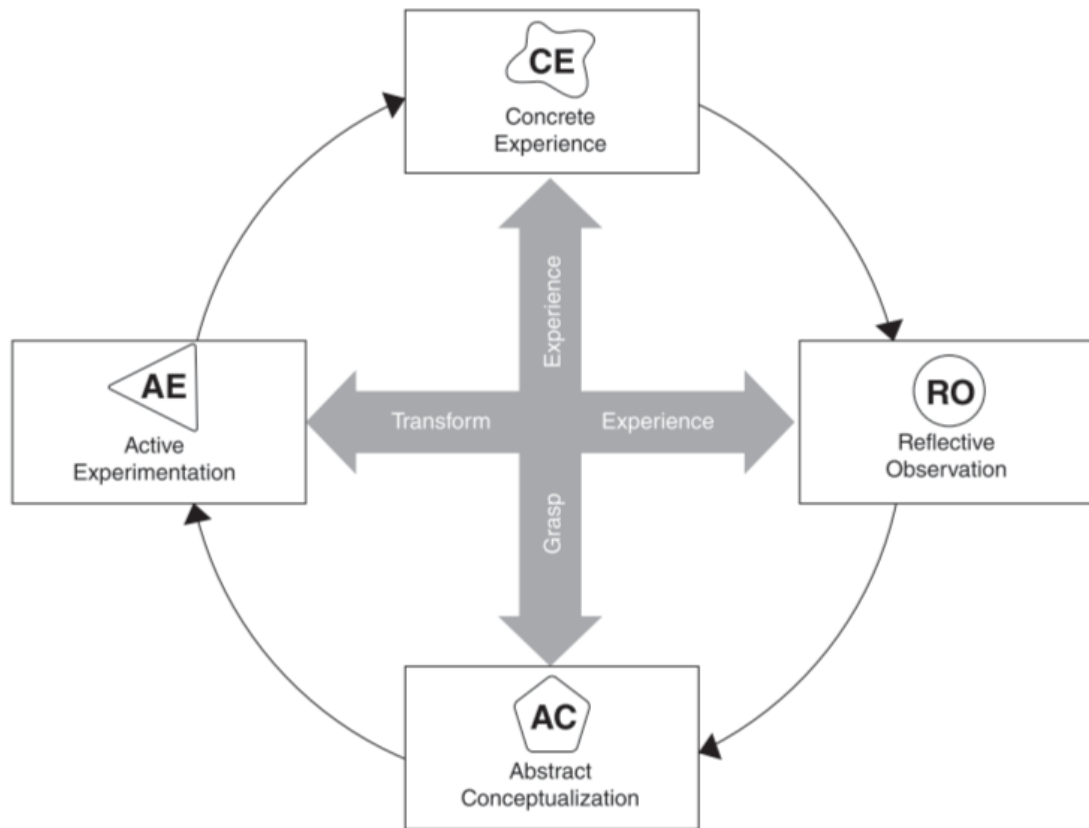 CE
Concrete
Experience
AE
Active
Experimentation
Transform
Experience
Experience
Grasp
RO
Reflective
Observation
AC
Abstract
Conceptualization